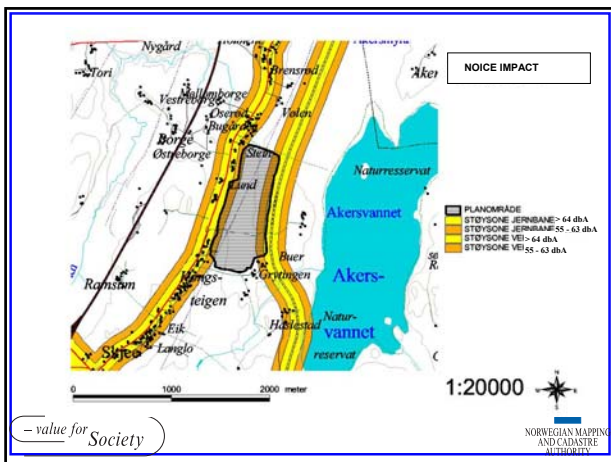 NOICE IMPACT
Nygård
Tori
Brensrød
Mellomborge
Vestreborge
Oserød
Volen
Bugården
Borge
Østreborge
Stein
Lund
Naturreservat
Akersvannet
Buer
Grytingen
Akers-
vannet
Ramsum
teigen
Haslestad
Natur-
reservat
Eik
Langlo
Skjee
PLANOMRÅDE
STØYSONE JERNBANE > 64 dbA
STØYSONE JERNBANE 55 - 63 dbA
STØYSONE VEI > 64 dbA
STØYSONE VEI 55 - 63 dbA
0 1000 2000 meter
1:20000
N
– value for Society
NORWEGIAN MAPPING
AND CADASTRE
AUTHORITY